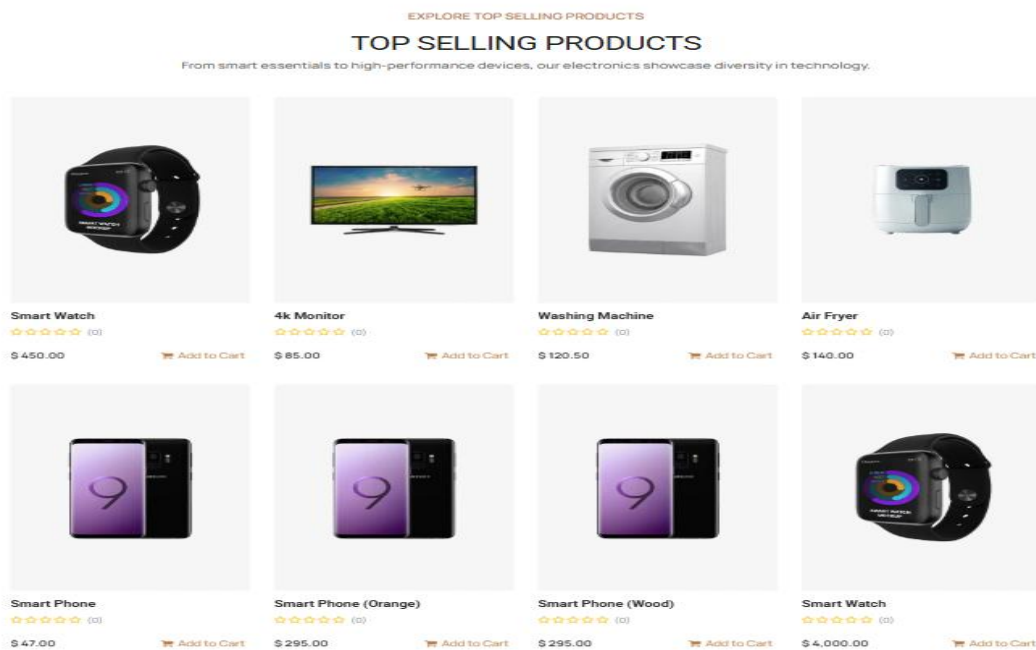 EXPLORE TOP SELLING PRODUCTS
TOP SELLING PRODUCTS
From smart essentials to high-performance devices, our electronics showcase diversity in technology.
Smart Watch
(0)
$ 450.00 Add to Cart
4k Monitor
(0)
$ 85.00 Add to Cart
Washing Machine
(0)
$ 120.50 Add to Cart
Air Fryer
(0)
$ 140.00 Add to Cart
9
Smart Phone
(0)
$ 47.00 Add to Cart
9
Smart Phone (Orange)
(0)
$ 295.00 Add to Cart
9
Smart Phone (Wood)
(0)
$ 295.00 Add to Cart
Smart Watch
(0)
$ 4,000.00 Add to Cart